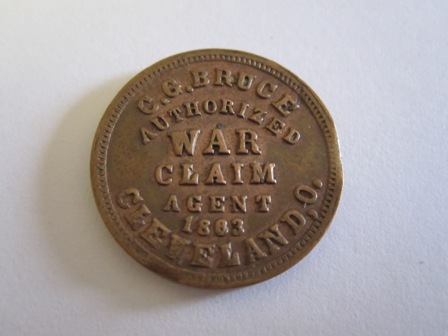 C.G. BRUCE
AUTHORIZED
WAR
CLAIM
AGENT
1863
CLEVELAND, O.